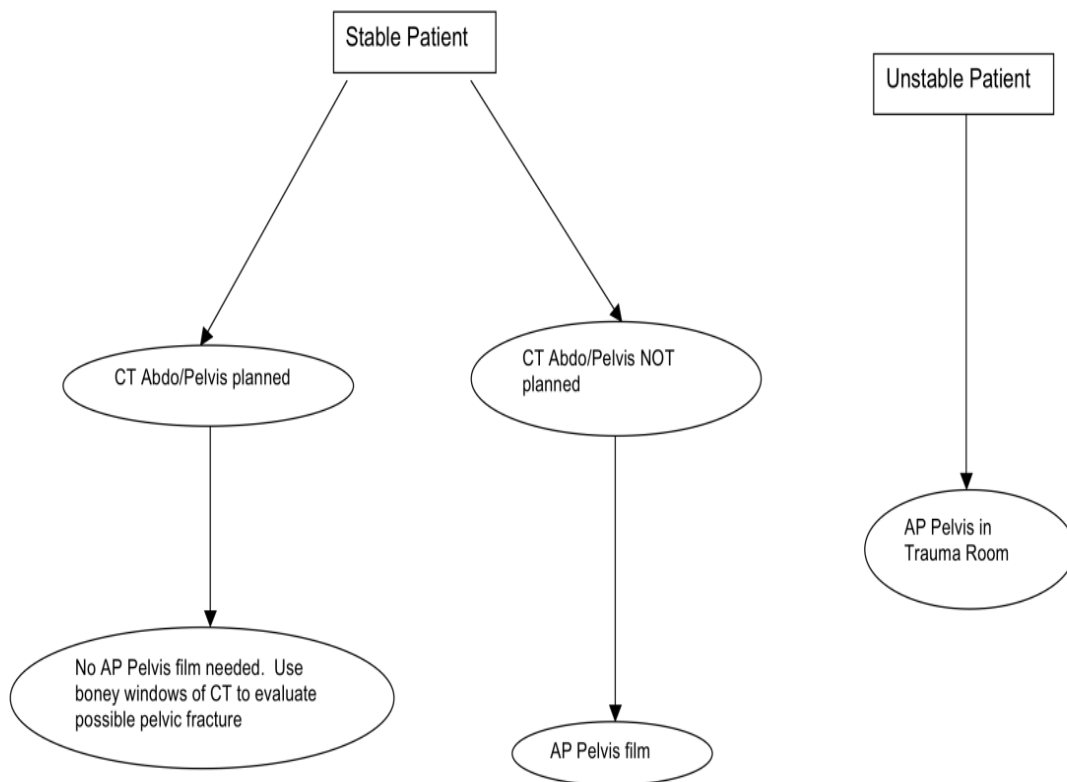 Stable Patient
Unstable Patient
CT Abdo/Pelvis planned
CT Abdo/Pelvis NOT
planned
AP Pelvis in
Trauma Room
No AP Pelvis film needed.  Use
boney windows of CT to evaluate
possible pelvic fracture
AP Pelvis film